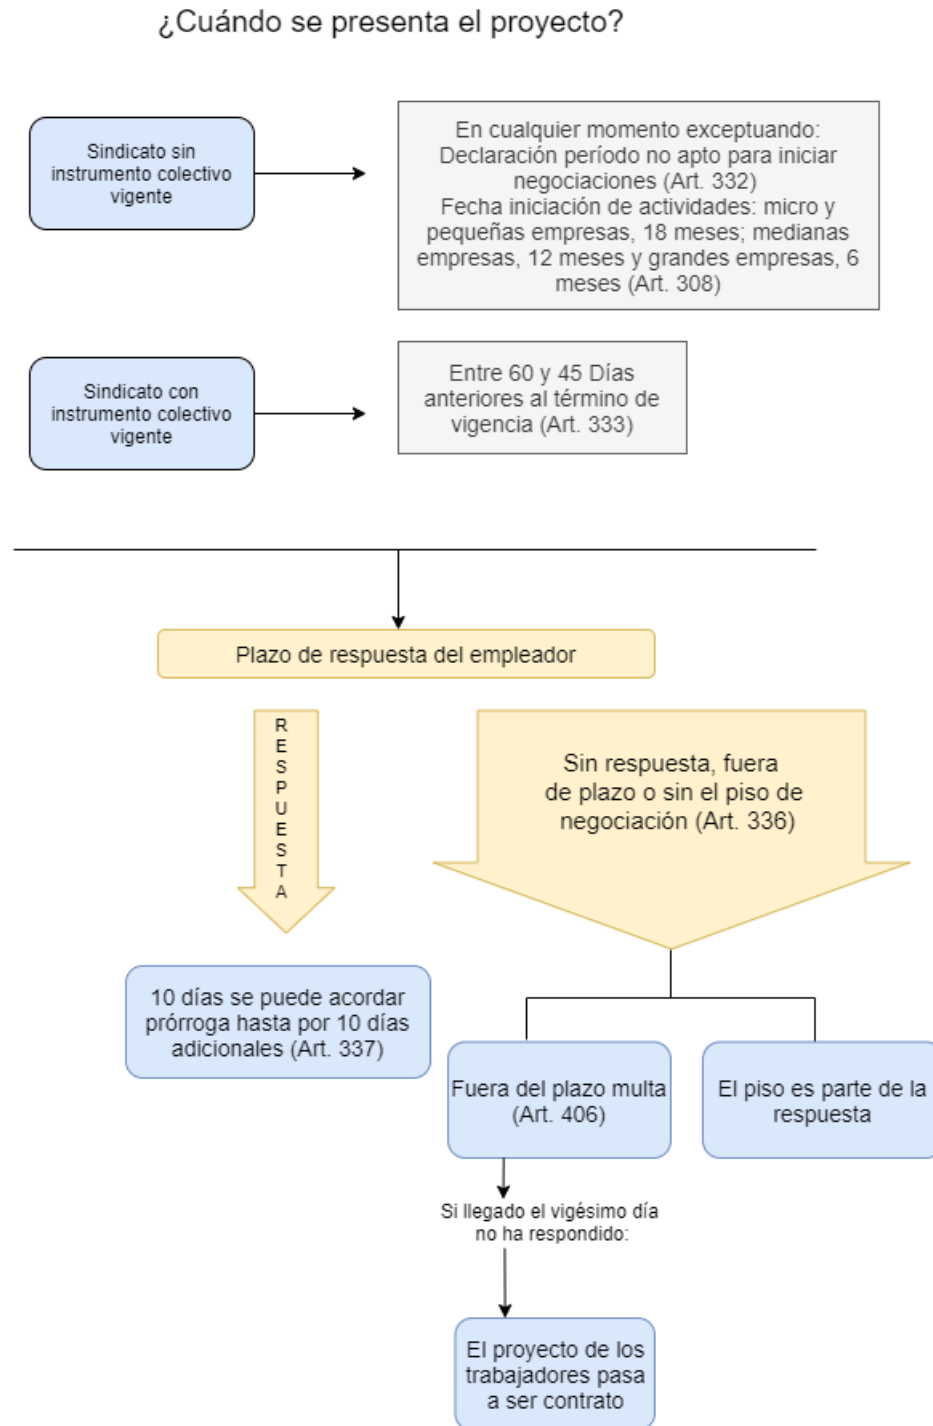 ¿Cuándo se presenta el proyecto?
Sindicato sin
instrumento colectivo
vigente
En cualquier momento exceptuando:
Declaración período no apto para iniciar
negociaciones (Art. 332)
Fecha iniciación de actividades: micro y
pequeñas empresas, 18 meses; medianas
empresas, 12 meses y grandes empresas, 6
meses (Art. 308)
Sindicato con
instrumento colectivo
vigente
Entre 60 y 45 Días
anteriores al término de
vigencia (Art. 333)
Plazo de respuesta del empleador
R
E
S
P
U
E
S
T
A
Sin respuesta, fuera
de plazo o sin el piso de
negociación (Art. 336)
10 días se puede acordar
prórroga hasta por 10 días
adicionales (Art. 337)
Fuera del plazo multa
(Art. 406)
El piso es parte de la
respuesta
Si llegado el vigésimo día
no ha respondido:
El proyecto de los
trabajadores pasa
a ser contrato